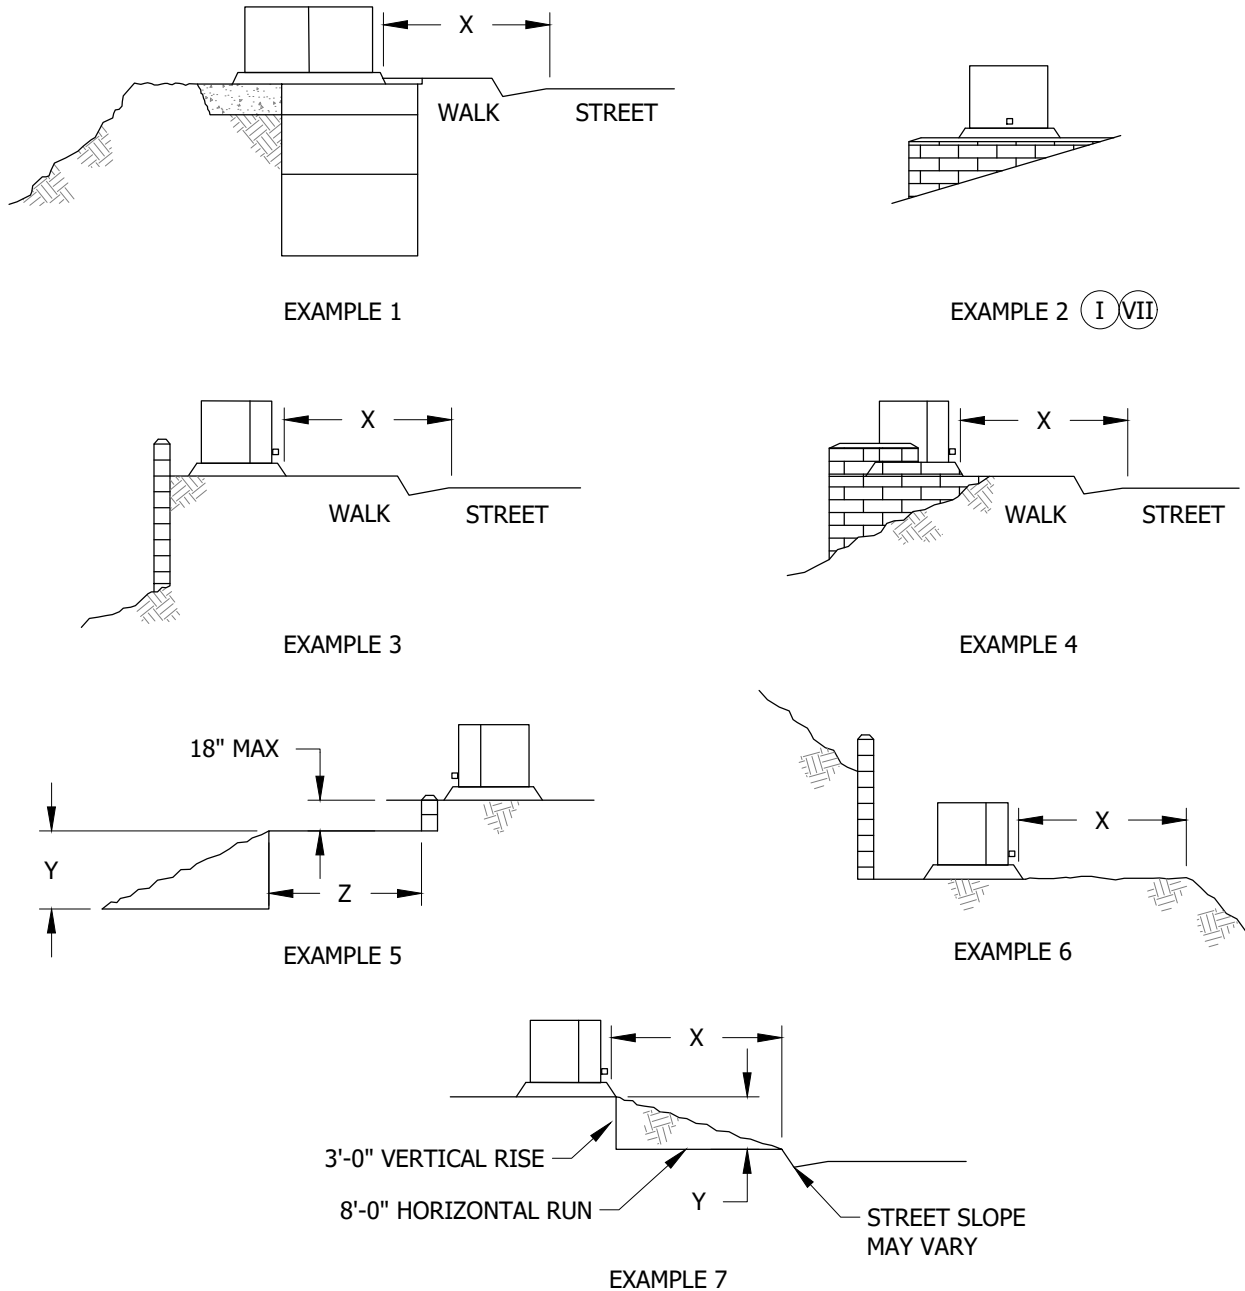 X
WALK
STREET
EXAMPLE 1
EXAMPLE 2 I VII
X
WALK
STREET
EXAMPLE 3
X
WALK
STREET
EXAMPLE 4
18" MAX
Y
Z
EXAMPLE 5
X
EXAMPLE 6
X
3'-0" VERTICAL RISE
8'-0" HORIZONTAL RUN
Y
STREET SLOPE
MAY VARY
EXAMPLE 7